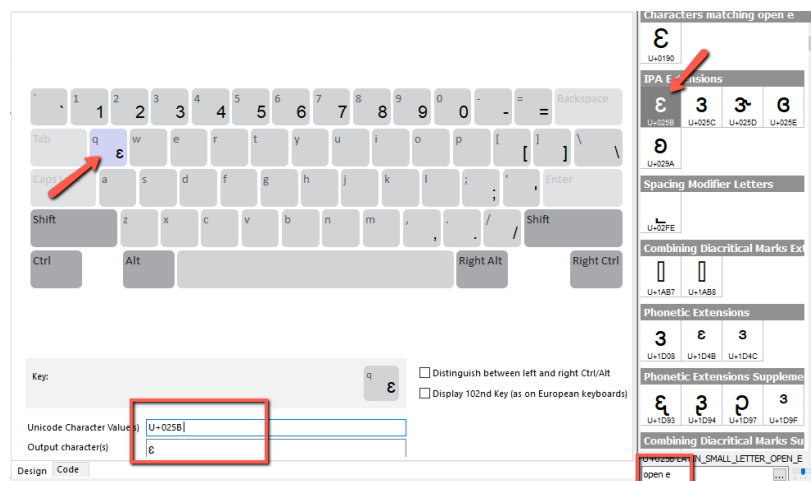 Characters matching open e
Ɛ
U+0190
IPA Extensions
ɛ ɜ ɝ ɞ
U+025B U+025C U+025D U+025E
ʚ
U+029A
Spacing Modifier Letters
˾
U+02FE
Combining Diacritical Marks Ext
U+1AB7 U+1AB8
Phonetic Extensions
ᴈ ᵋ ᵌ
U+1D08 U+1D4B U+1D4C
Phonetic Extensions Suppleme
ᶓ ᶔ ᶗ ᶟ
U+1D93 U+1D94 U+1D97 U+1D9F
Combining Diacritical Marks Su
U+025B LATIN_SMALL_LETTER_OPEN_E
open e ...
` ` 1 1 2 2 3 3 4 4 5 5 6 6 7 7 8 8 9 9 0 0 - - = = Backspace
Tab q ɛ w e r t y u i o p [ [ ] ] \ \
Caps a s d f g h j k l ; ; ' ' Enter
Shift z x c v b n m , , . . / / Shift
Ctrl Alt Right Alt Right Ctrl
Key: q ɛ
Distinguish between left and right Ctrl/Alt
Display 102nd Key (as on European keyboards)
Unicode Character Value(s) U+025B
Output character(s) ɛ
Design Code